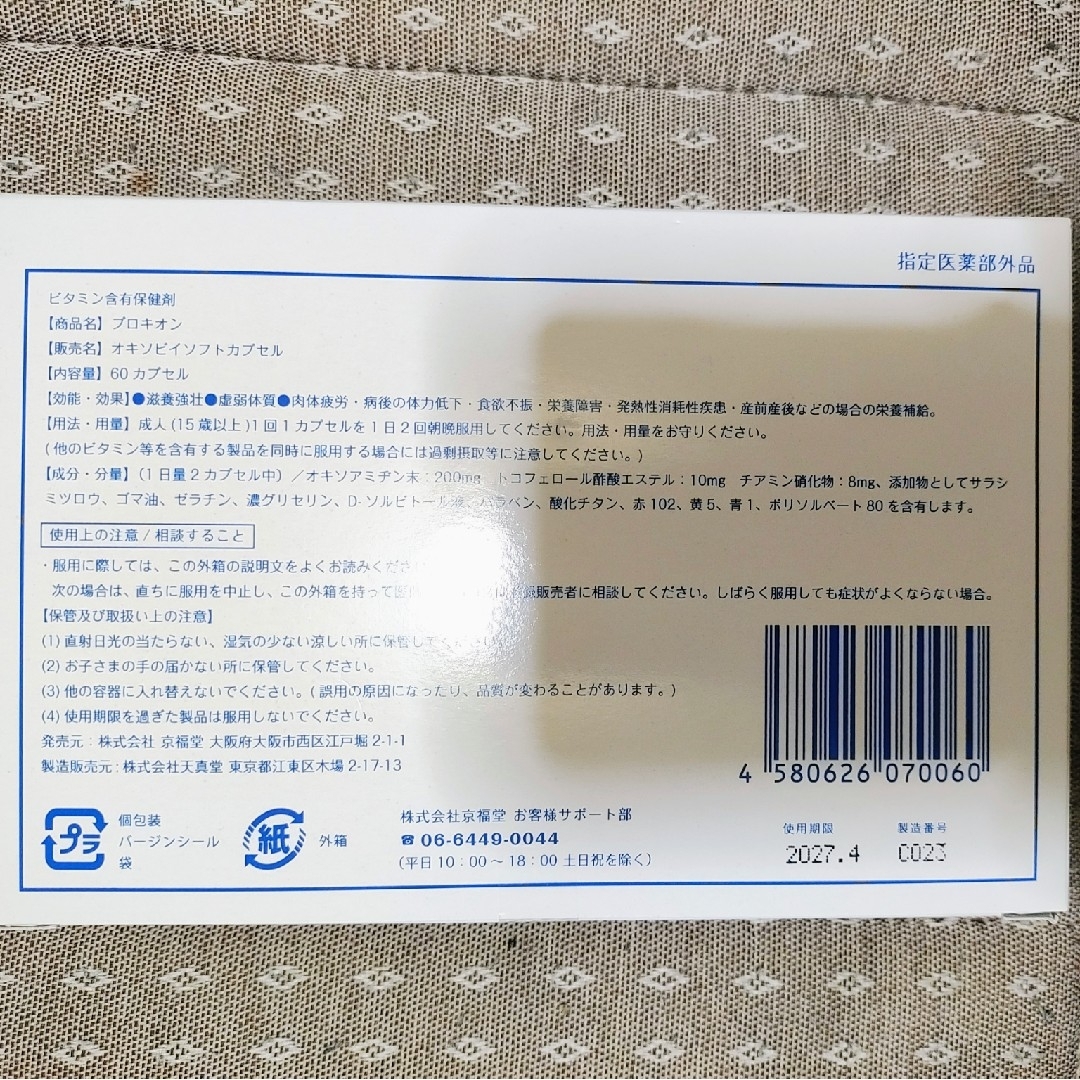 指定医薬部外品
ビタミン含有保健剤
【商品名】プロキオン
【販売名】オキソピイソフトカプセル
【内容量】60カプセル
【効能・効果】●滋養強壮●虚弱体質●肉体疲労・病後の体力低下・食欲不振・栄養障害・発熱性消耗性疾患・産前産後などの場合の栄養補給。
【用法・用量】成人(15歳以上)1回1カプセルを1日2回朝晩服用してください。用法・用量をお守りください。
(他のビタミン等を含有する製品を同時に服用する場合には過剰摂取等に注意してください。)
【成分・分量】(1日量2カプセル中)/オキソアミヂン末：200mg トコフェロール酢酸エステル：10mg チアミン硝化物：8mg、添加物としてサラシ
ミツロウ、ゴマ油、ゼラチン、濃グリセリン、D-ソルビトール液、パラベン、酸化チタン、赤102、黄5、青1、ポリソルベート80を含有します。
使用上の注意/相談すること
・服用に際しては、この外箱の説明文をよくお読みくださ
次の場合は、直ちに服用を中止し、この外箱を持って 販売者に相談してください。しばらく服用しても症状がよくならない場合。
【保管及び取扱い上の注意】
(1)直射日光の当たらない、湿気の少ない涼しい所に保管して
(2)お子さまの手の届かない所に保管してください。
(3)他の容器に入れ替えないでください。(誤用の原因になったり、品質が変わることがあります。)
(4)使用期限を過ぎた製品は服用しないでください。
発売元：株式会社 京福堂 大阪府大阪市西区江戸堀2-1-1
製造販売元：株式会社天真堂 東京都江東区木場2-17-13
4 580626 070060
プラ
個包装
バージンシール
袋
紙
外箱
株式会社京福堂 お客様サポート部
☎06-6449-0044
(平日10：00～18：00 土日祝を除く)
使用期限
2027.4
製造番号
0023